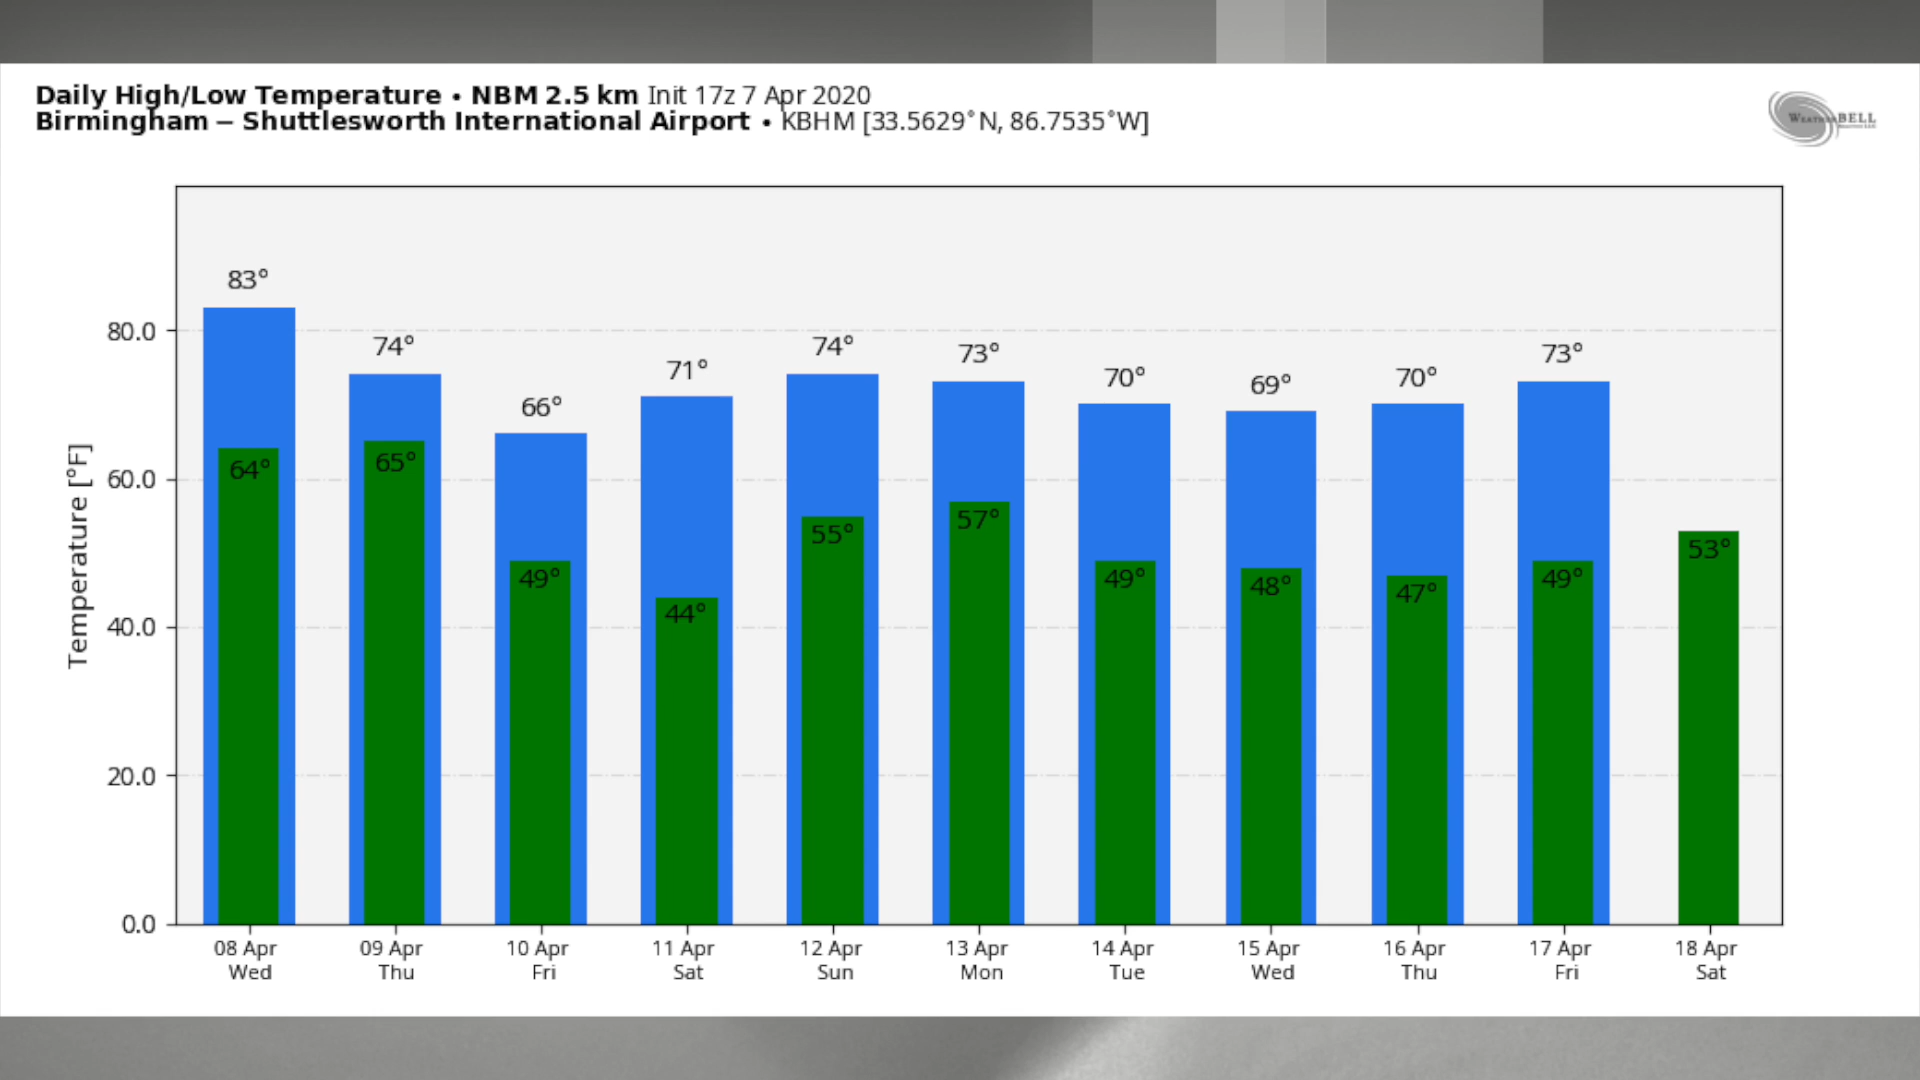 Daily High/Low Temperature • NBM 2.5 km Init 17z 7 Apr 2020
Birmingham – Shuttlesworth International Airport • KBHM [33.5629°N, 86.7535°W]
WeatherBELL
Temperature [°F]
80.0
60.0
40.0
20.0
0.0
83° 74° 66° 71° 74° 73° 70° 69° 70° 73°
64° 65° 49° 44° 55° 57° 49° 48° 47° 49° 53°
08 Apr 09 Apr 10 Apr 11 Apr 12 Apr 13 Apr 14 Apr 15 Apr 16 Apr 17 Apr 18 Apr
Wed Thu Fri Sat Sun Mon Tue Wed Thu Fri Sat